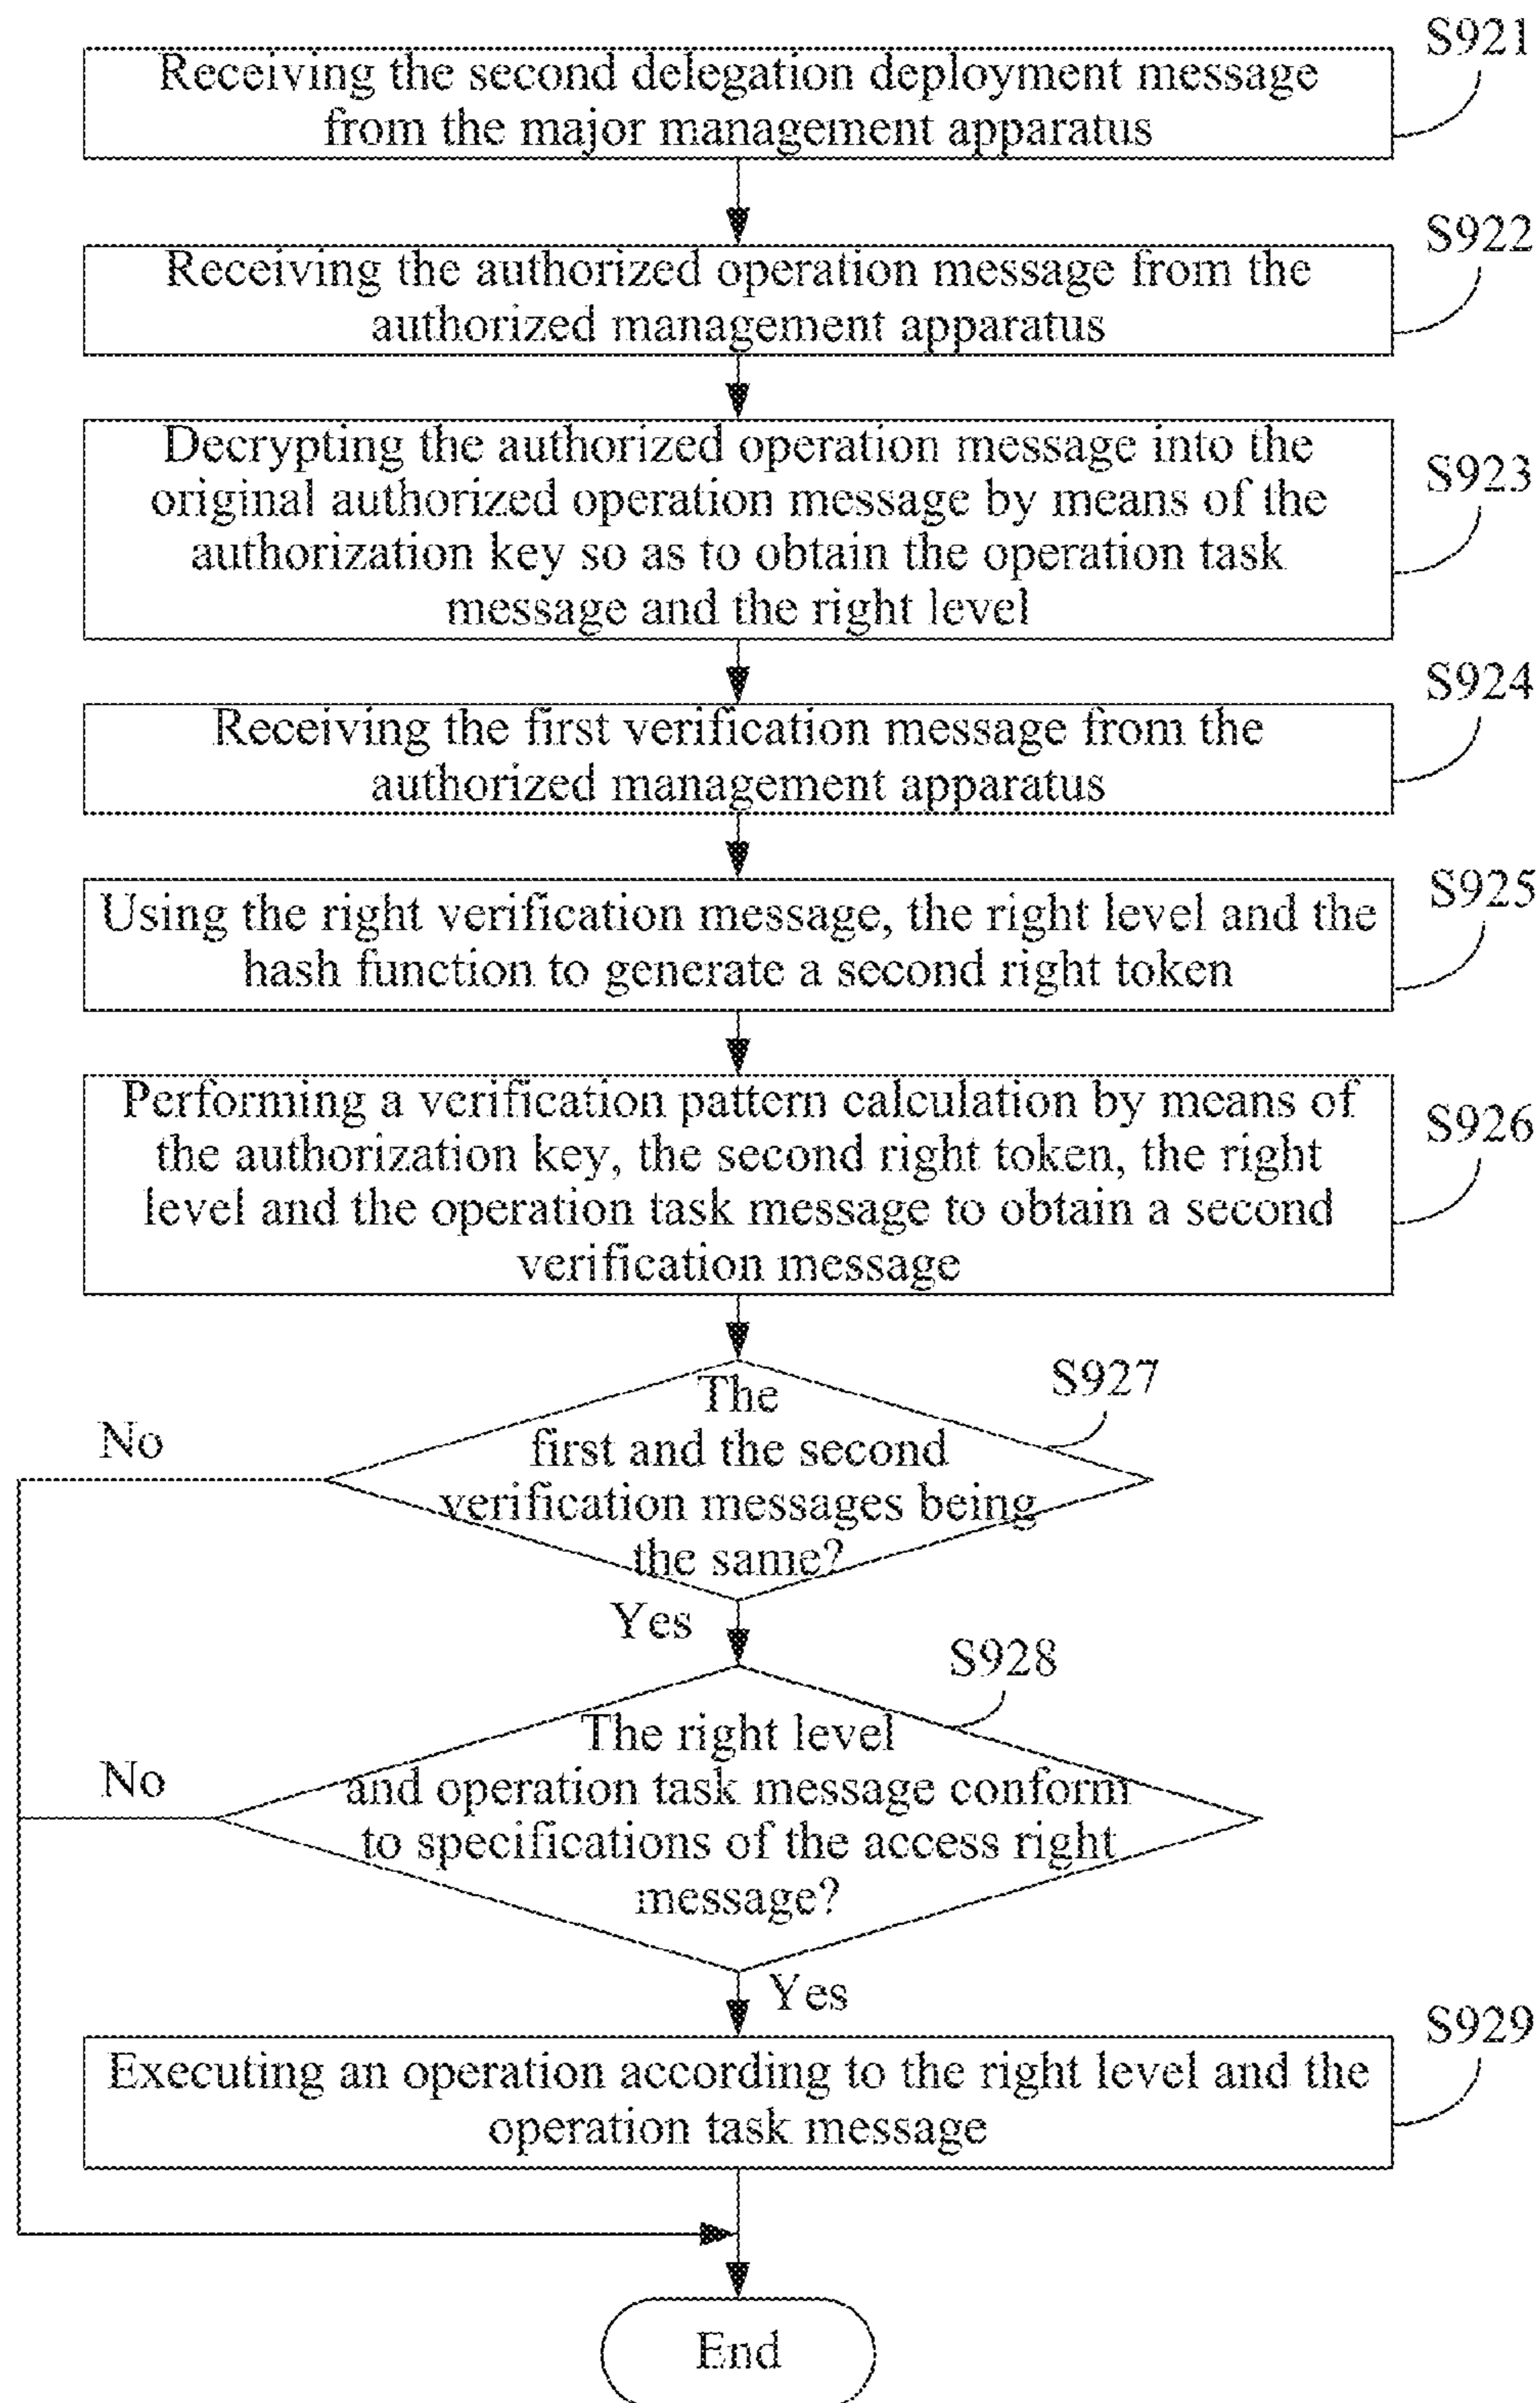 S921
Receiving the second delegation deployment message
from the major management apparatus
S922
Receiving the authorized operation message from the
authorized management apparatus
S923
Decrypting the authorized operation message into the
original authorized operation message by means of the
authorization key so as to obtain the operation task
message and the right level
S924
Receiving the first verification message from the
authorized management apparatus
S925
Using the right verification message, the right level and the
hash function to generate a second right token
S926
Performing a verification pattern calculation by means of
the authorization key, the second right token, the right
level and the operation task message to obtain a second
verification message
S927
The
first and the second
verification messages being
the same?
No
Yes
S928
The right level
and operation task message conform
to specifications of the access right
message?
No
Yes
S929
Executing an operation according to the right level and the
operation task message
End